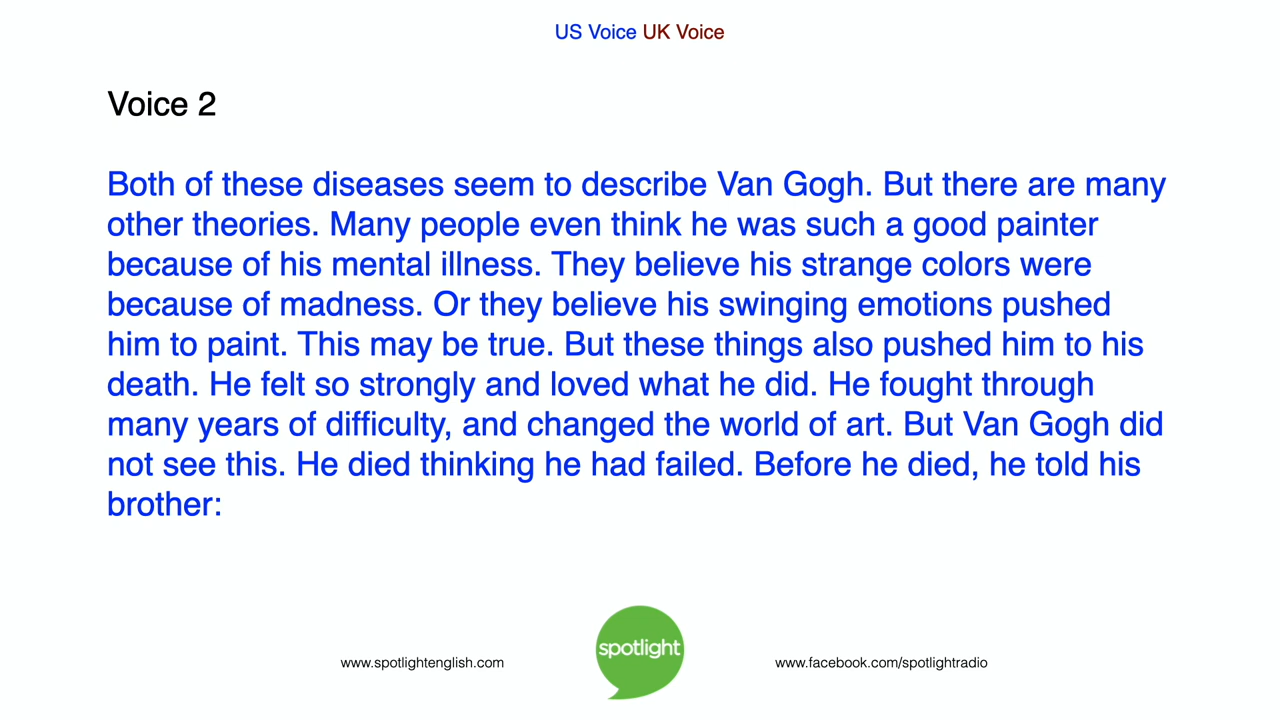 US Voice UK Voice
Voice 2
Both of these diseases seem to describe Van Gogh. But there are many
other theories. Many people even think he was such a good painter
because of his mental illness. They believe his strange colors were
because of madness. Or they believe his swinging emotions pushed
him to paint. This may be true. But these things also pushed him to his
death. He felt so strongly and loved what he did. He fought through
many years of difficulty, and changed the world of art. But Van Gogh did
not see this. He died thinking he had failed. Before he died, he told his
brother:
www.spotlightenglish.com
spotlight
www.facebook.com/spotlightradio